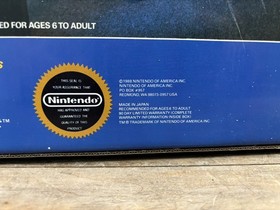 ED FOR AGES 6 TO ADULT
s
THIS SEAL IS
YOUR ASSURANCE THAT
Nintendo
HAS APPROVED AND
GUARANTEED THE
QUALITY OF THIS
PRODUCT
NINTENDO OF AMERICA INC.
NINTENDO OF AMERICA INC.
PO BOX 957
REDMOND, WA 98073-0957 USA
MADE IN JAPAN
RECOMMENDED FOR AGES 6 TO ADULT
90 DAY LIMITED WARRANTY (COMPLETE
WARRANTY INFORMATION INSIDE BOX)
TM & ® TRADEMARK OF NINTENDO OF AMERICA INC.
TM